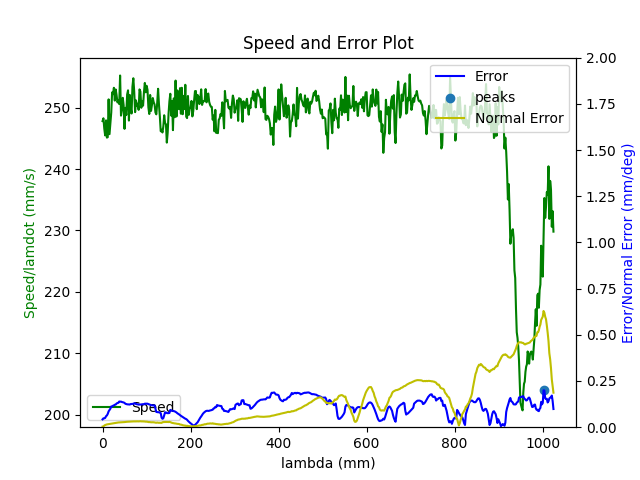 Speed and Error Plot
Error
peaks
Normal Error
Speed
Speed/lamdot (mm/s)
250
240
230
220
210
200
2.00
1.75
1.50
1.25
1.00
0.75
0.50
0.25
0.00
Error/Normal Error (mm/deg)
0 200 400 600 800 1000
lambda (mm)